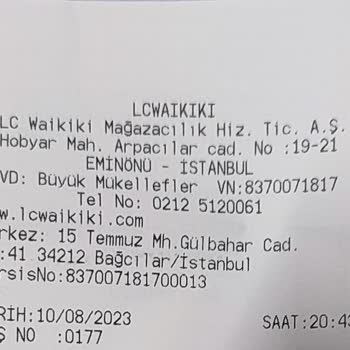 LCWAIKIKI
LC Waikiki Mağazacılık Hiz. Tic. A.Ş.
Hobyar Mah. Arpacılar cad. No :19-21
EMİNÖNÜ - İSTANBUL
VD: Büyük Mükellefler VN:8370071817
Tel No: 0212 5120061
w.lcwaikiki.com
rkez: 15 Temmuz Mh.Gülbahar Cad.
:41 34212 Bağcılar/İstanbul
ersisNo:837007181700013
RİH:10/08/2023 SAAT:20:43
Ş NO :0177